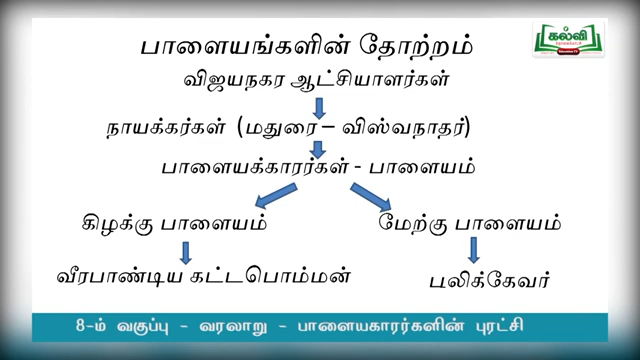 கல்வி
பாளையங்களின் தோற்றம்
விஜயநகர ஆட்சியாளர்கள்
நாயக்கர்கள் (மதுரை – விஸ்வநாதர்)
பாளையக்காரர்கள் - பாளையம்
கிழக்கு பாளையம்
மேற்கு பாளையம்
வீரபாண்டிய கட்டபொம்மன்
புலிக்கேவர்
8-ம் வகுப்பு - வரலாறு - பாளையகாரர்களின் புரட்சி